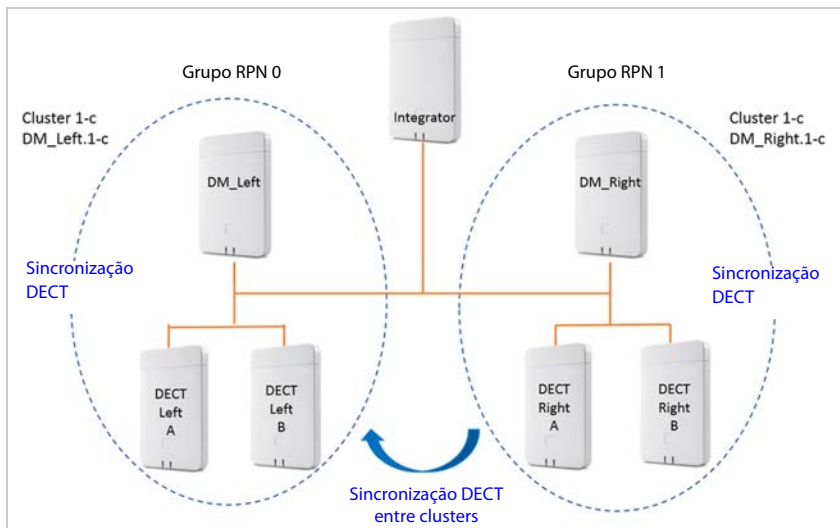 Grupo RPN 0
Grupo RPN 1
Integrator
Cluster 1-c
DM_Left.1-c
Cluster 1-c
DM_Right.1-c
DM_Left
DM_Right
Sincronização
DECT
Sincronização
DECT
DECT
Left
A
DECT
Left
B
DECT
Right
A
DECT
Right
B
Sincronização DECT
entre clusters